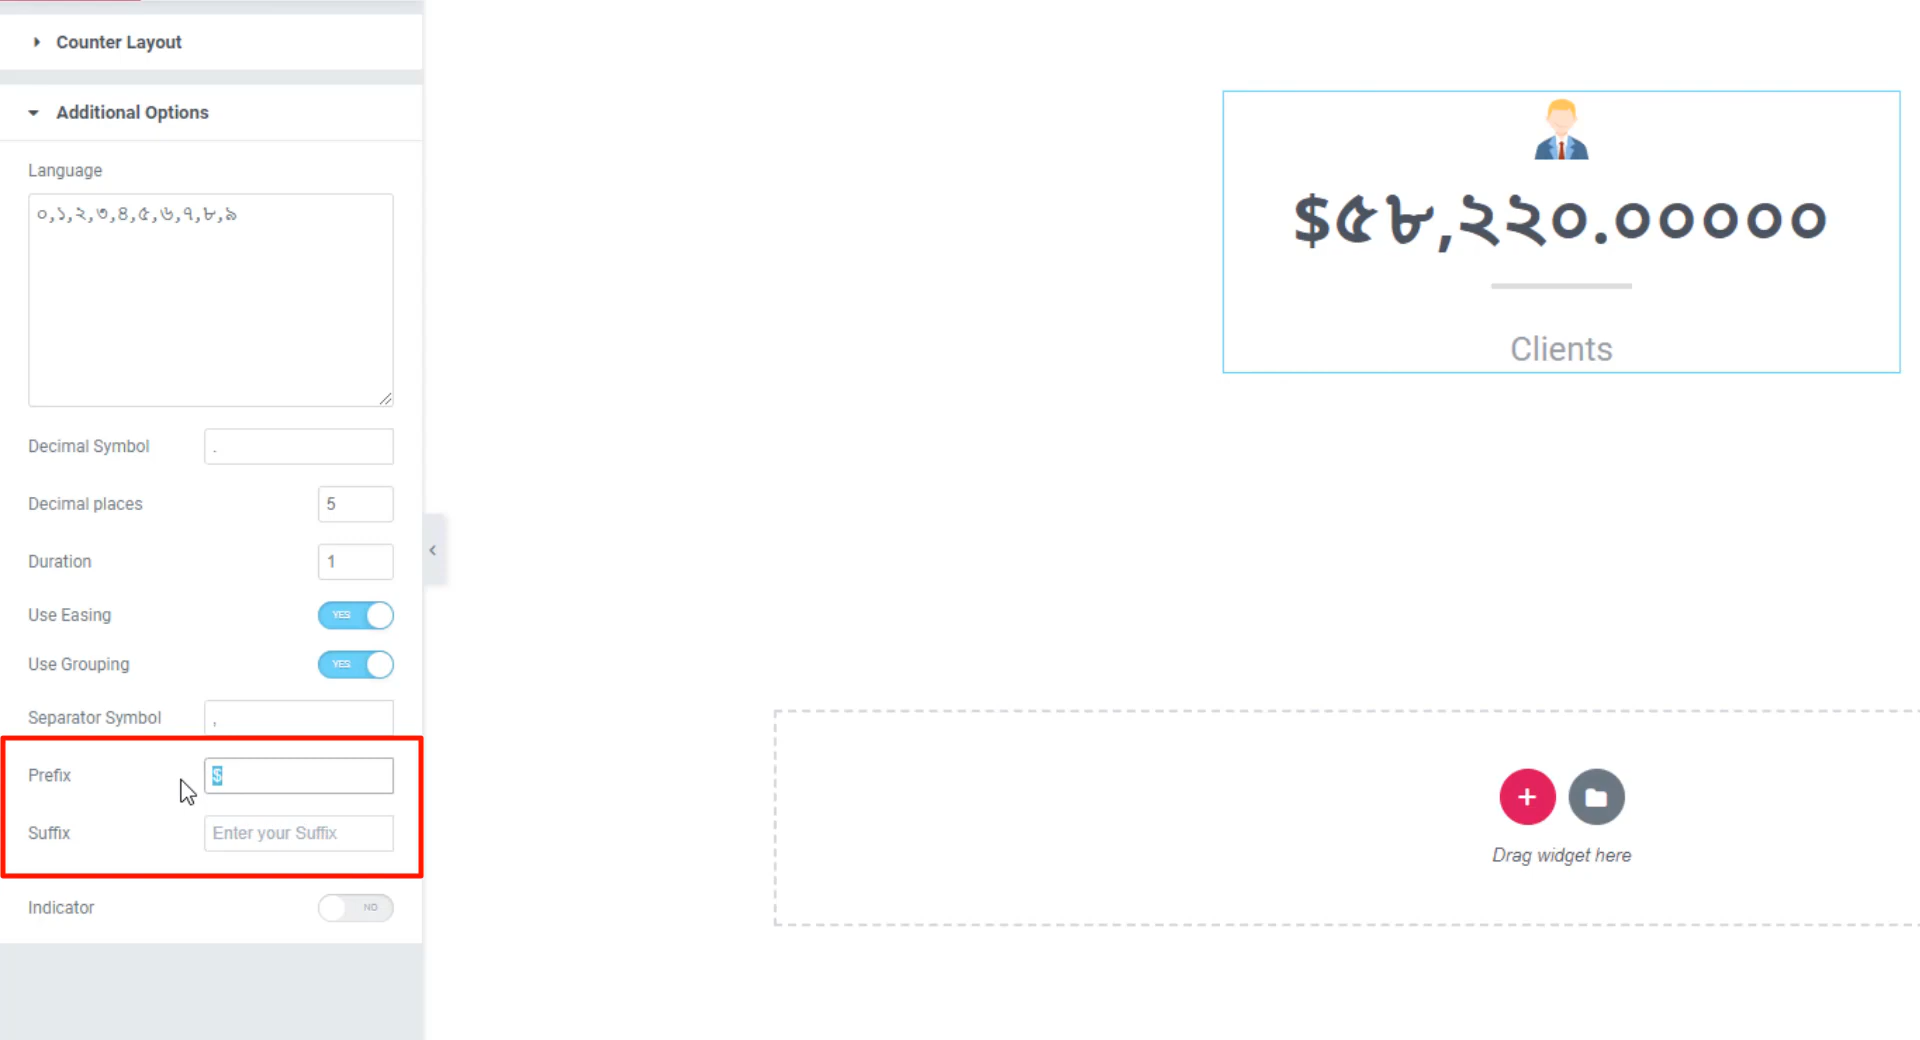 Counter Layout
Additional Options
Language
০,১,২,৩,৪,৫,৬,৭,৮,৯
Decimal Symbol .
Decimal places 5
Duration 1
Use Easing YES
Use Grouping YES
Separator Symbol ,
Prefix $
Suffix Enter your Suffix
Indicator NO
$৫৮,২২০.০০০০০
Clients
Drag widget here